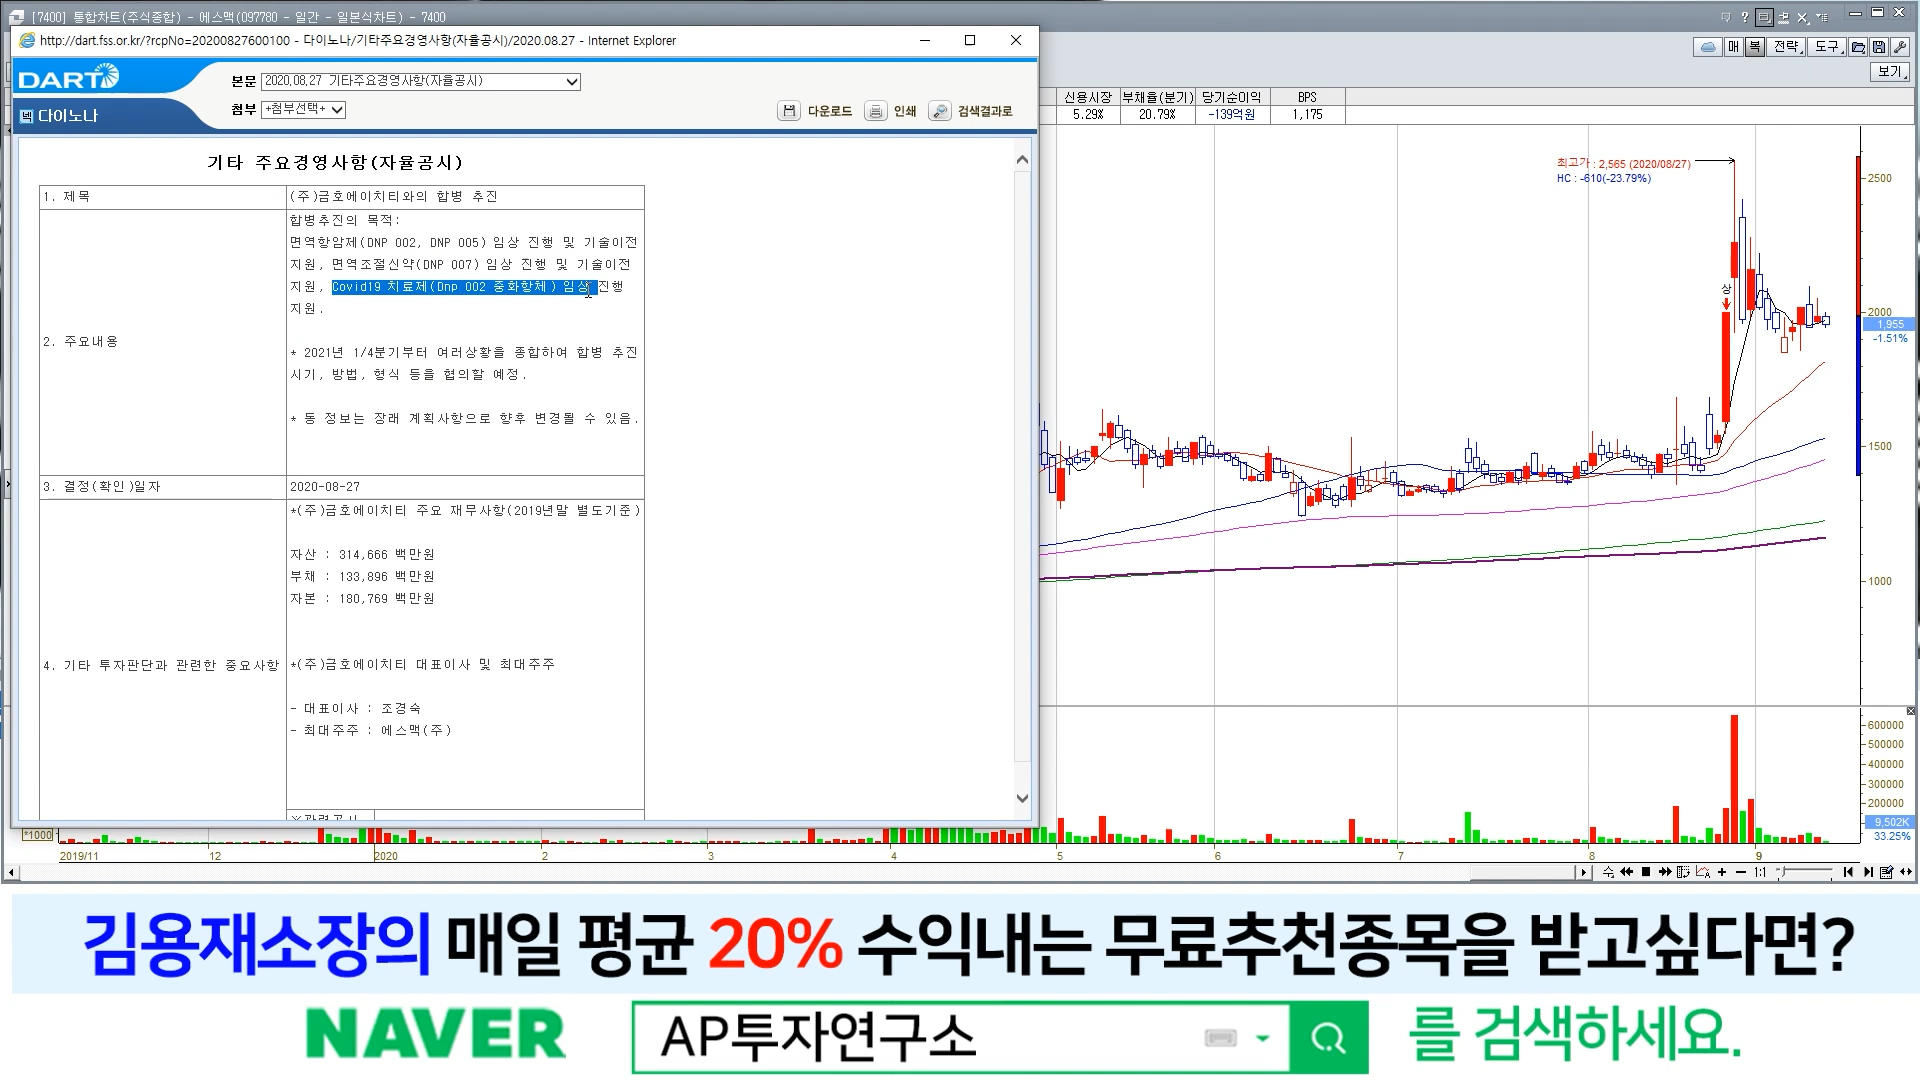 [7400] 통합차트(주식종합) - 에스맥(097780 - 일간 - 일본식차트) - 7400
http://dart.fss.or.kr/?rcpNo=20200827600100 - 다이노나/기타주요경영사항(자율공시)/2020.08.27 - Internet Explorer
DART
본문 2020.08.27 기타주요경영사항(자율공시)
넥 다이노나
첨부 +첨부선택+
다운로드 인쇄 검색결과로
매 복 전략 도구
보기
신용시장 부채율(분기) 당기순이익 BPS
5.29% 20.79% -139억원 1,175
기타 주요경영사항(자율공시)
1. 제목
(주)금호에이치티와의 합병 추진
2. 주요내용
합병추진의 목적:
면역항암제(DNP 002, DNP 005) 임상 진행 및 기술이전
지원, 면역조절신약(DNP 007) 임상 진행 및 기술이전
지원, Covid19 치료제(Dnp 002 중화항체) 임상 진행
지원.
* 2021년 1/4분기부터 여러상황을 종합하여 합병 추진
시기, 방법, 형식 등을 협의할 예정.
* 동 정보는 장래 계획사항으로 향후 변경될 수 있음.
3. 결정(확인)일자
2020-08-27
4. 기타 투자판단과 관련한 중요사항
*(주)금호에이치티 주요 재무사항(2019년말 별도기준)
자산 : 314,666 백만원
부채 : 133,896 백만원
자본 : 180,769 백만원
*(주)금호에이치티 대표이사 및 최대주주
- 대표이사 : 조경숙
- 최대주주 : 에스맥(주)
※관련공시
최고가 : 2,565 (2020/08/27)
HC : -610(-23.79%)
상
2500
2000
1,955
-1.51%
1500
1000
600000
500000
400000
300000
200000
9,502K
33.25%
*1000
2019/11 12 2020 2 3 4 5 6 7 8 9
1:1
김용재소장의 매일 평균 20% 수익내는 무료추천종목을 받고싶다면?
NAVER AP투자연구소 를 검색하세요.